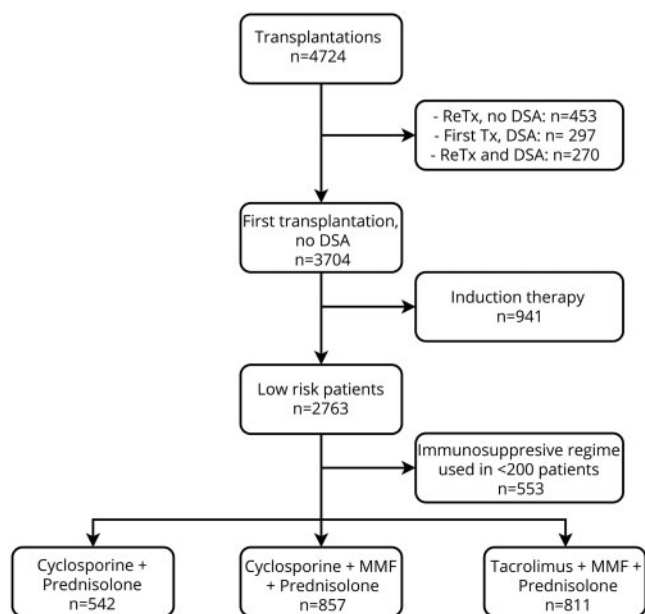 Transplantations
n=4724
- ReTx, no DSA: n=453
- First Tx, DSA: n= 297
- ReTx and DSA: n=270
First transplantation,
no DSA
n=3704
Induction therapy
n=941
Low risk patients
n=2763
Immunosuppresive regime
used in <200 patients
n=553
Cyclosporine +
Prednisolone
n=542
Cyclosporine + MMF
+ Prednisolone
n=857
Tacrolimus + MMF +
Prednisolone
n=811